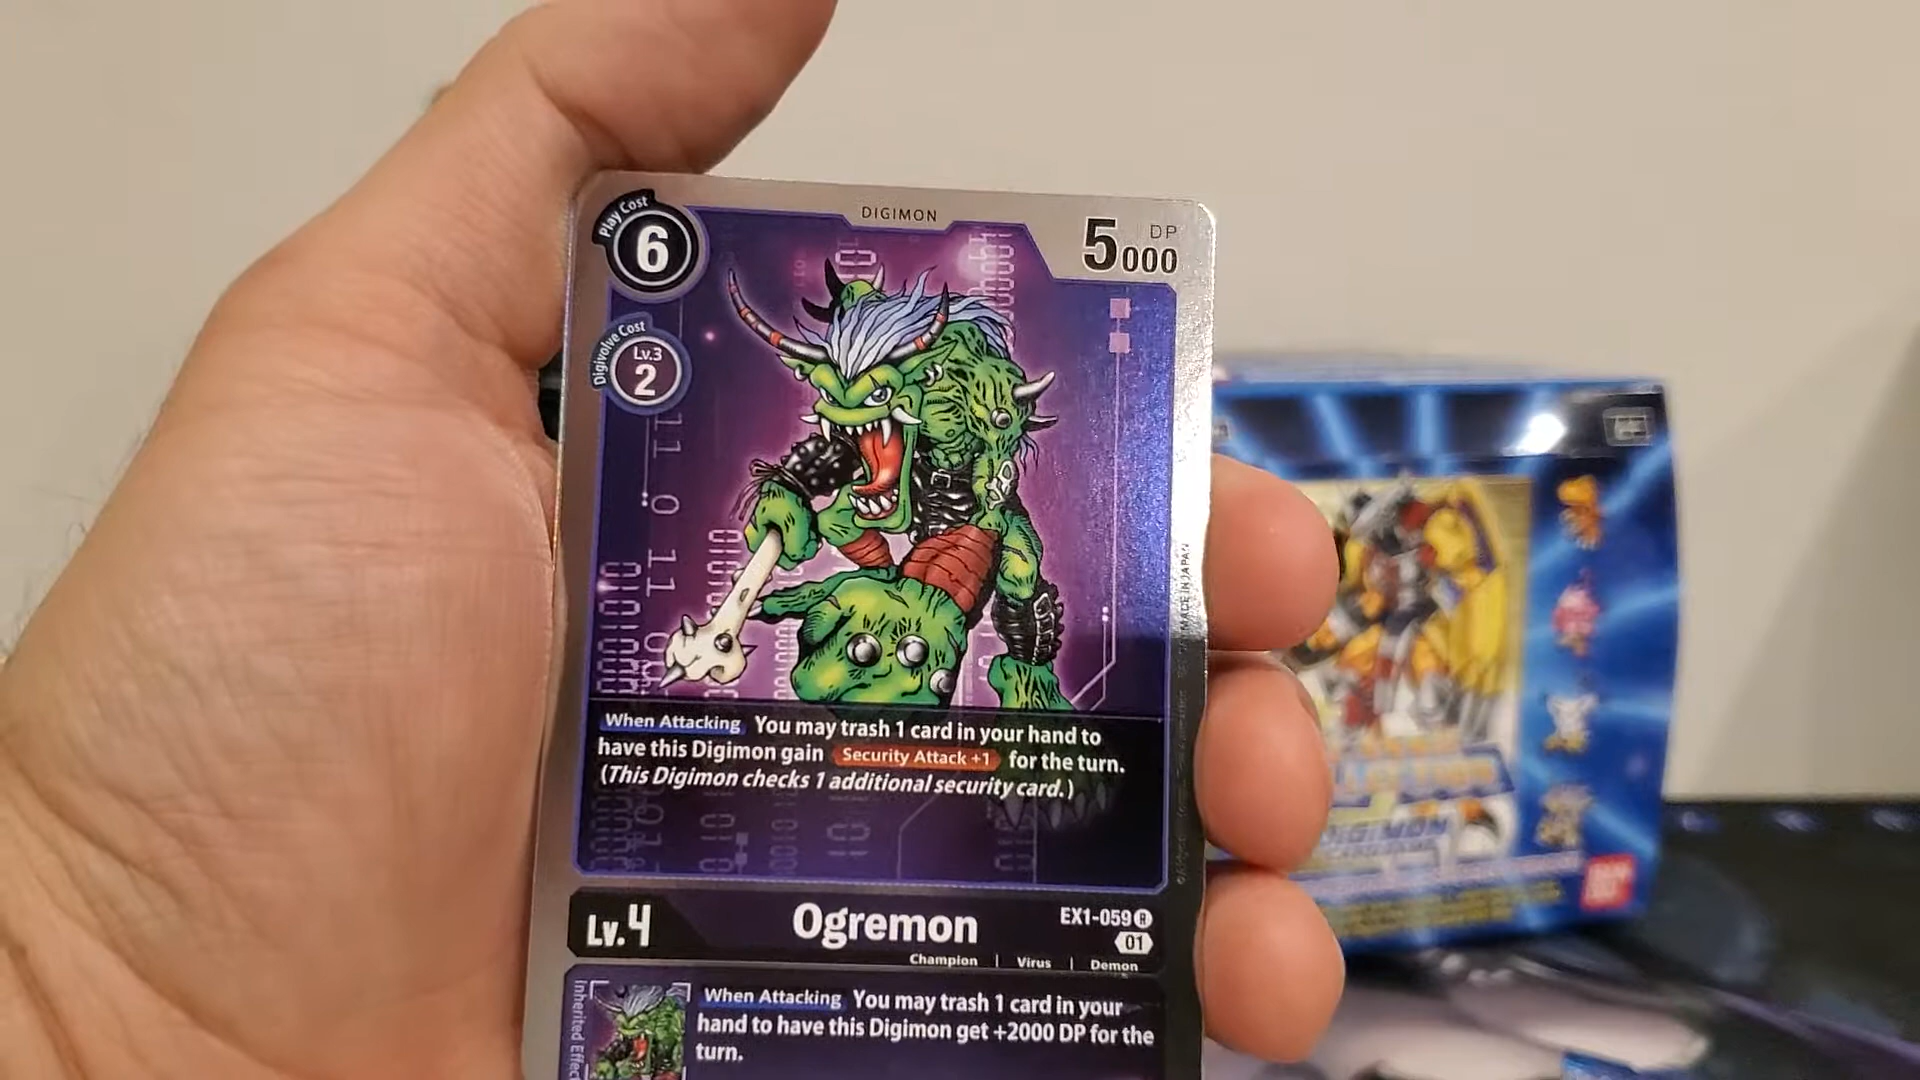 Play Cost
6
DIGIMON
5000
DP
Digivolve Cost
Lv.3
2
When Attacking You may trash 1 card in your hand to
have this Digimon gain Security Attack +1 for the turn.
(This Digimon checks 1 additional security card.)
MADE IN JAPAN
Lv.4
Ogremon
EX1-059 R
01
Champion | Virus | Demon
Inherited Effec
When Attacking You may trash 1 card in your
hand to have this Digimon get +2000 DP for the
turn.
DIGIMON